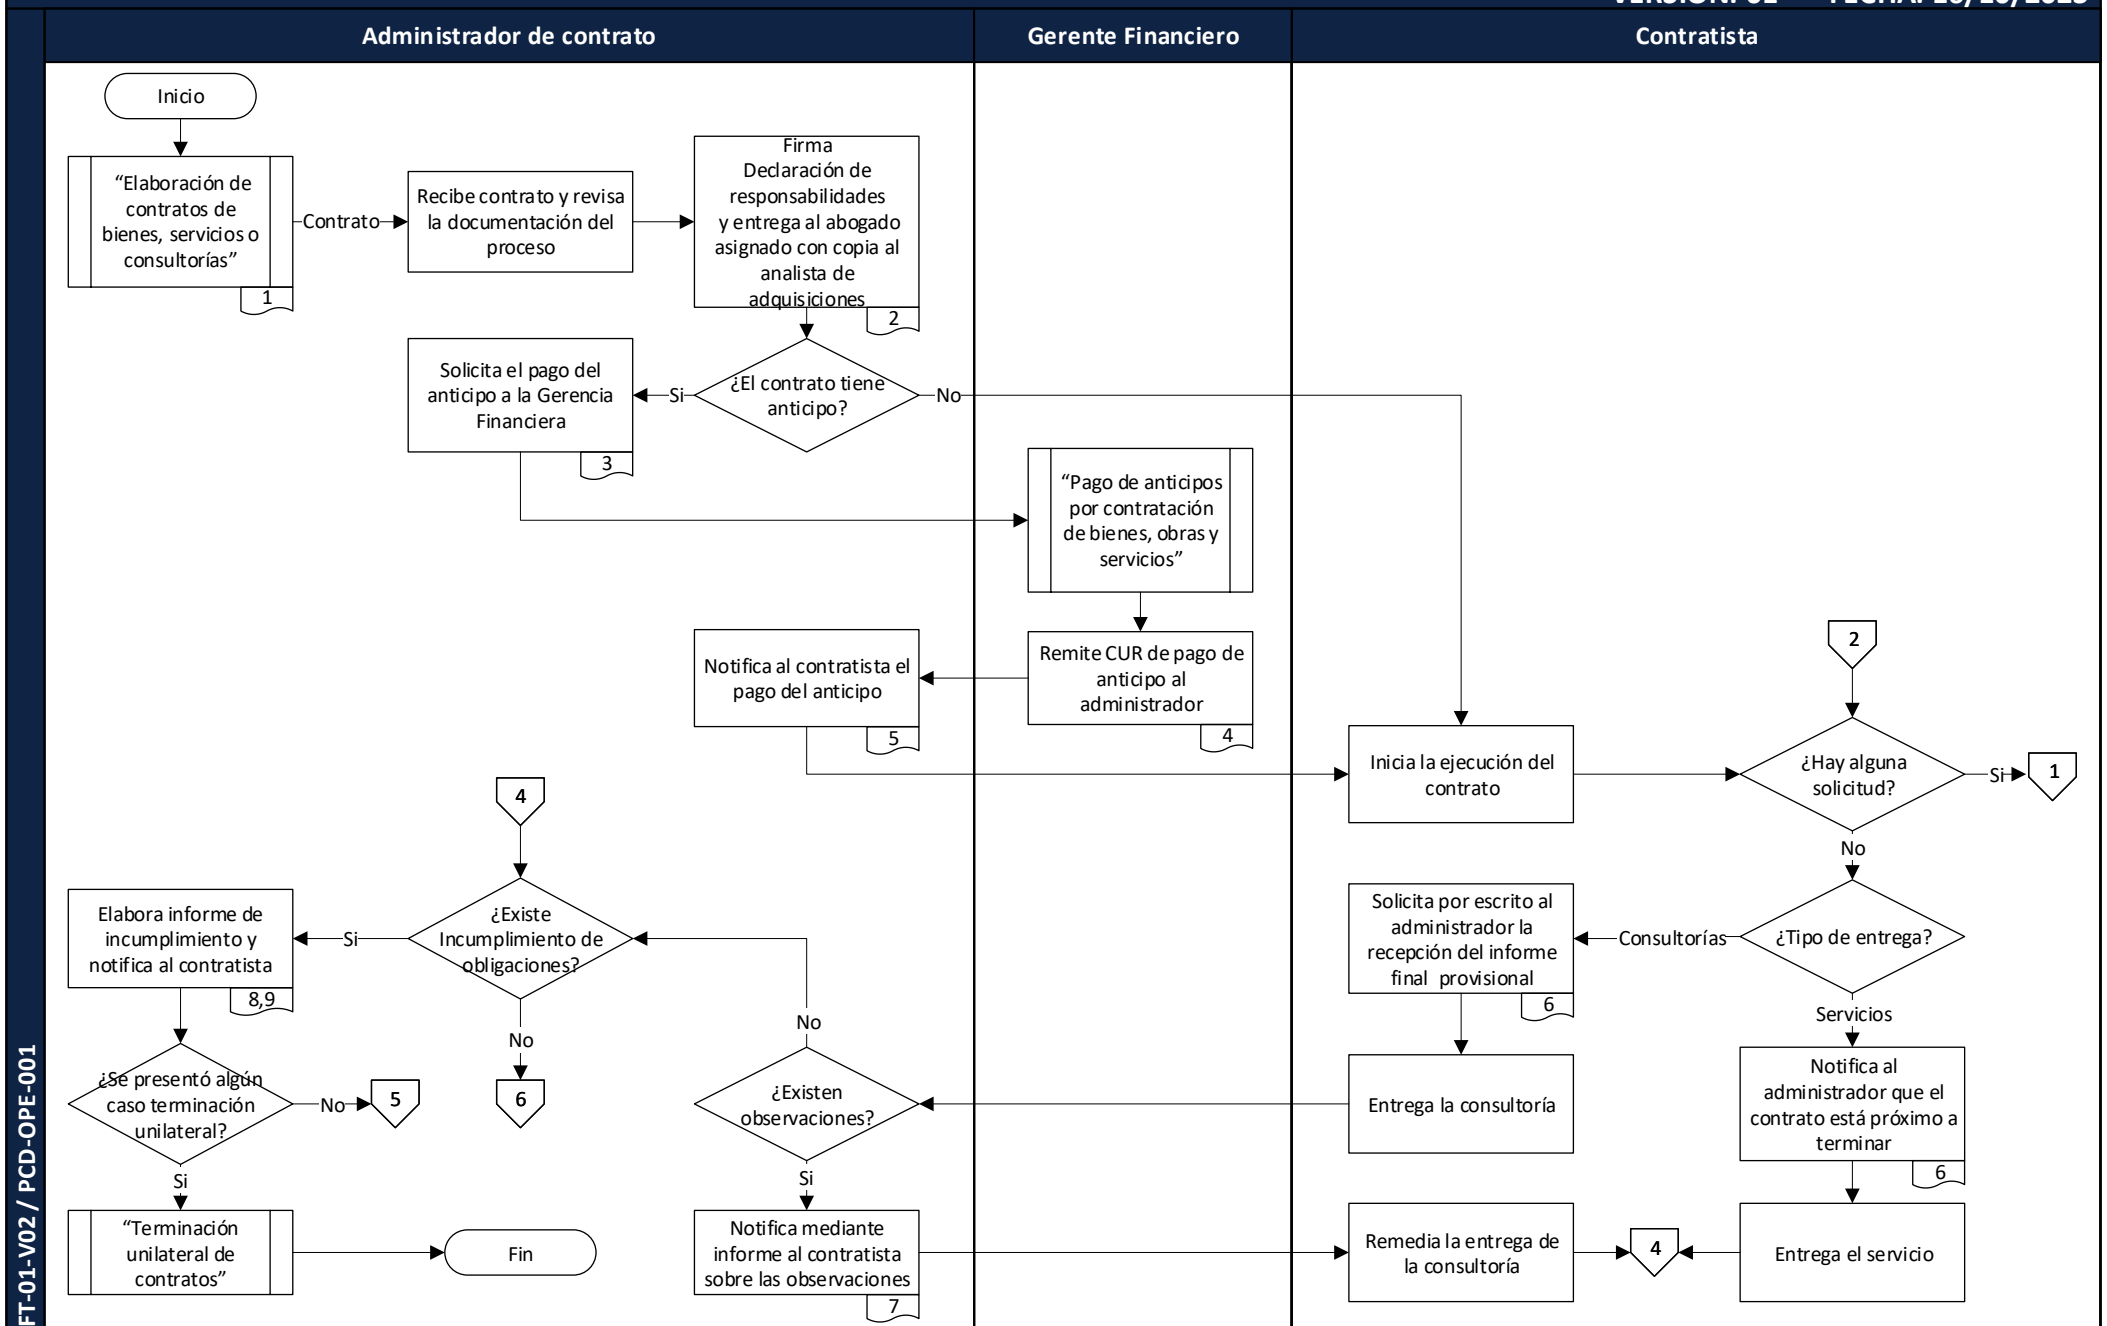 Administrador de contrato
Gerente Financiero
Contratista
Inicio
“Elaboración de
contratos de
bienes, servicios o
consultorías”
1
Contrato
Recibe contrato y revisa
la documentación del
proceso
Firma
Declaración de
responsabilidades
y entrega al abogado
asignado con copia al
analista de
adquisiciones
2
Solicita el pago del
anticipo a la Gerencia
Financiera
3
Si
¿El contrato tiene
anticipo?
No
“Pago de anticipos
por contratación
de bienes, obras y
servicios”
Notifica al contratista el
pago del anticipo
5
Remite CUR de pago de
anticipo al
administrador
4
2
Inicia la ejecución del
contrato
¿Hay alguna
solicitud?
Si
1
No
4
Elabora informe de
incumplimiento y
notifica al contratista
8,9
Si
¿Existe
Incumplimiento de
obligaciones?
No
6
Solicita por escrito al
administrador la
recepción del informe
final provisional
6
Consultorías
¿Tipo de entrega?
Servicios
¿Se presentó algún
caso terminación
unilateral?
No
5
Si
No
¿Existen
observaciones?
Si
Entrega la consultoría
Notifica al
administrador que el
contrato está próximo a
terminar
6
“Terminación
unilateral de
contratos”
Fin
Notifica mediante
informe al contratista
sobre las observaciones
7
Remedia la entrega de
la consultoría
4
Entrega el servicio
FT-01-V02 / PCD-OPE-001